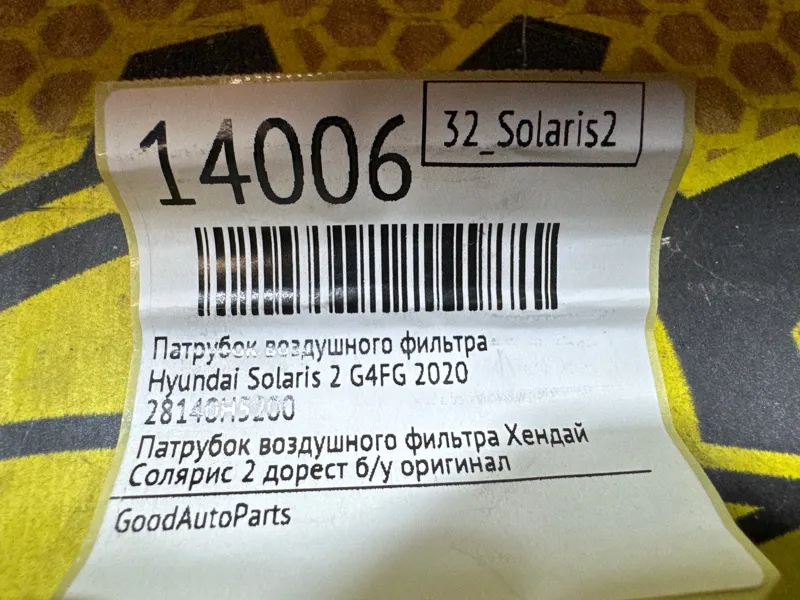 14006
32_Solaris2
Патрубок воздушного фильтра
Hyundai Solaris 2 G4FG 2020
28140H5200
Патрубок воздушного фильтра Хендай
Солярис 2 дорест б/у оригинал
GoodAutoParts